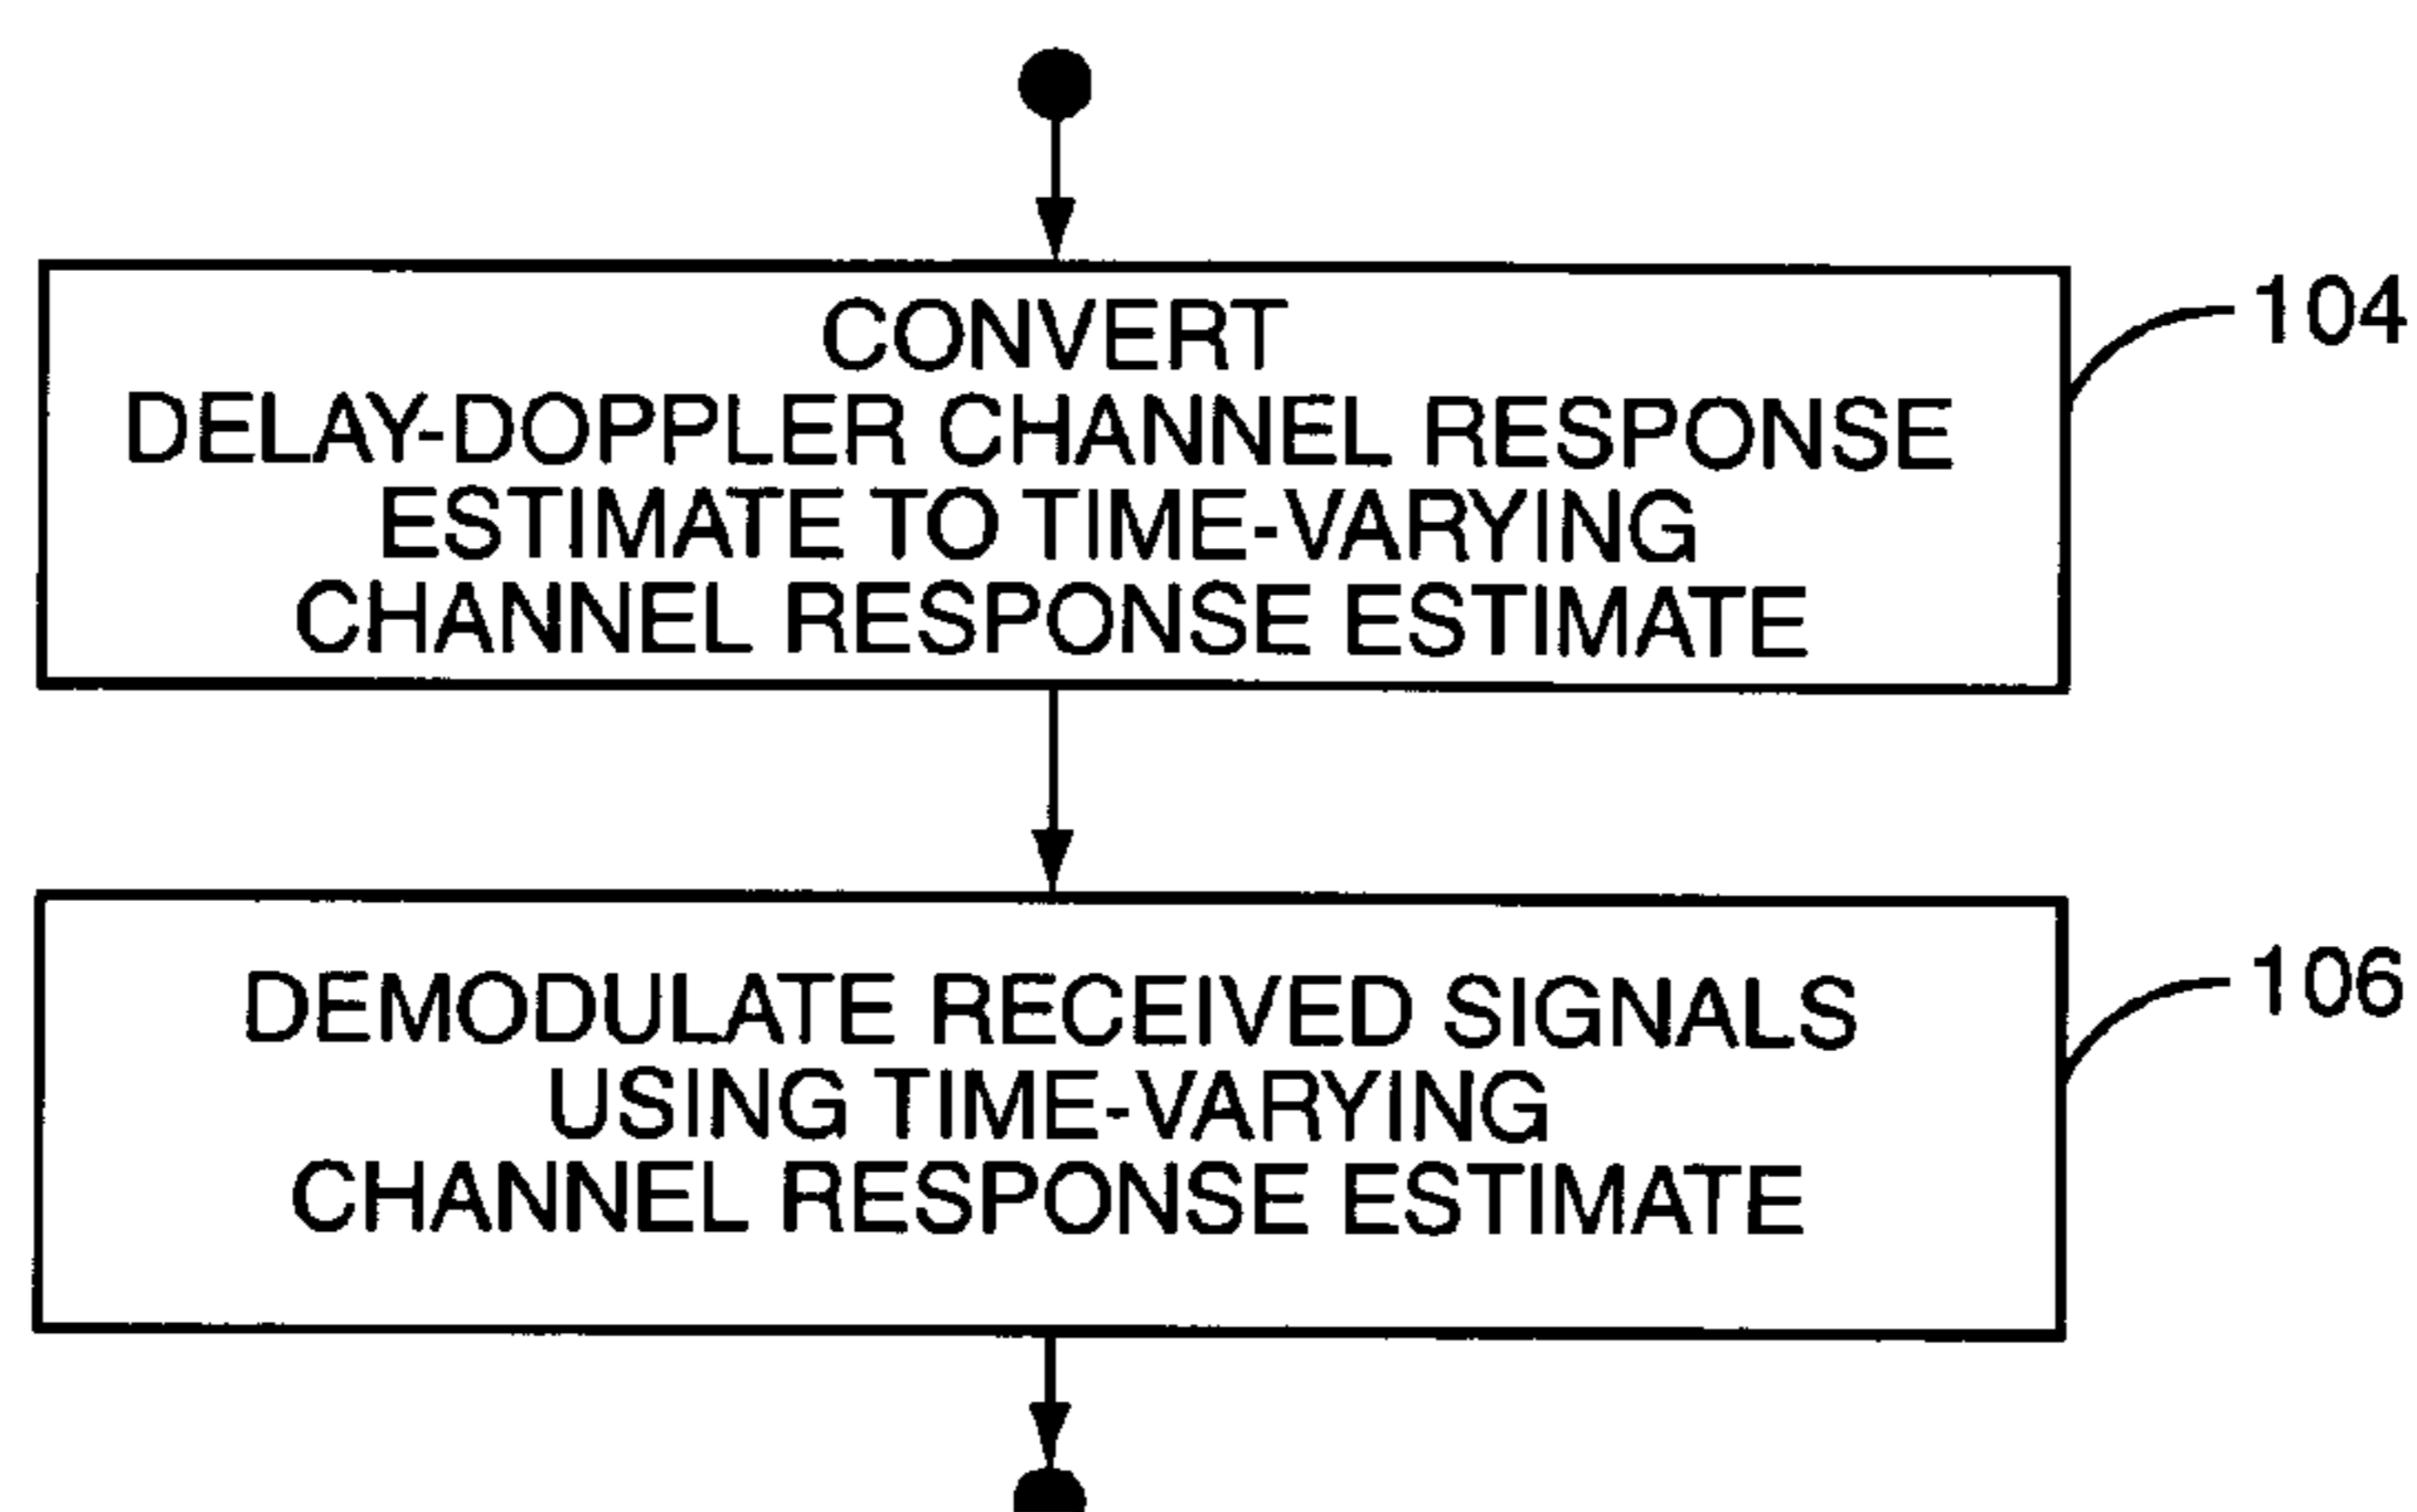 CONVERT
DELAY-DOPPLER CHANNEL RESPONSE
ESTIMATE TO TIME-VARYING
CHANNEL RESPONSE ESTIMATE
104
DEMODULATE RECEIVED SIGNALS
USING TIME-VARYING
CHANNEL RESPONSE ESTIMATE
106